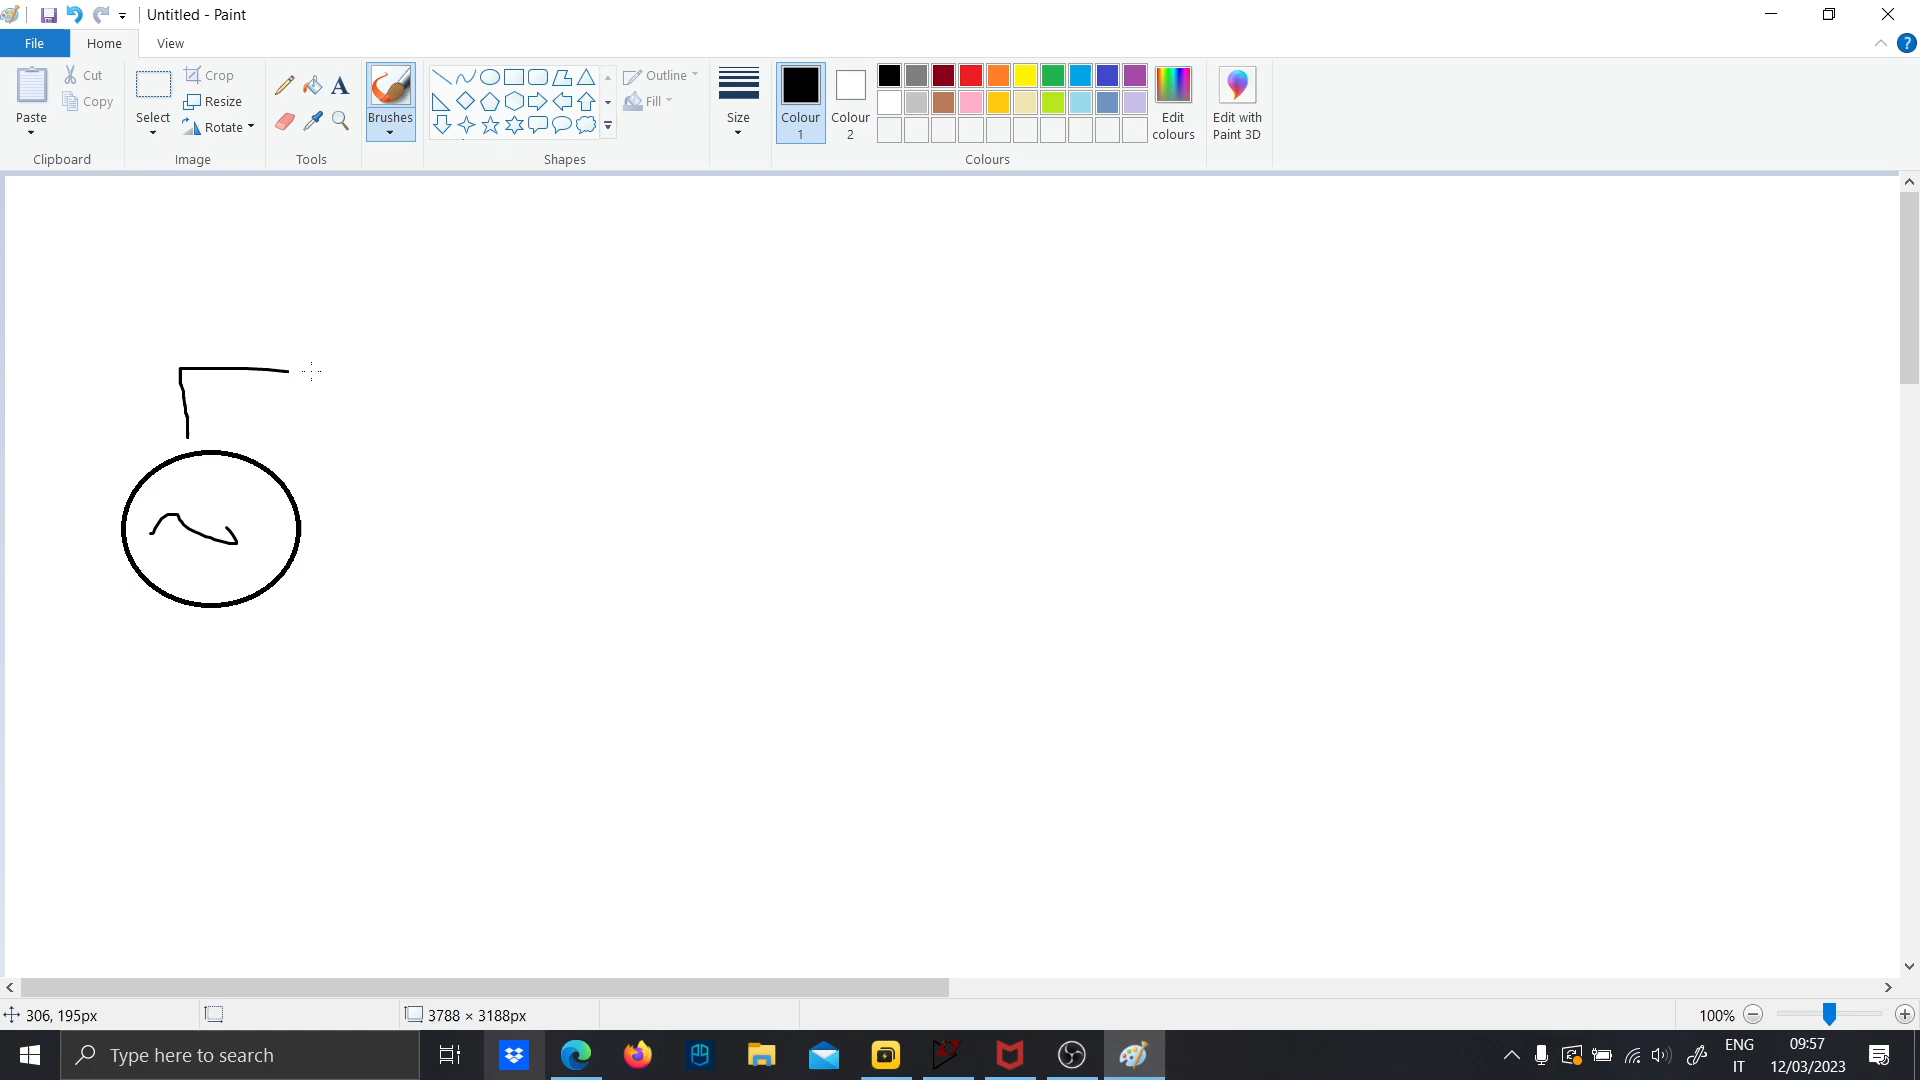 Untitled - Paint
File Home View
Paste
Cut
Copy
Clipboard
Select
Crop
Resize
Rotate
Image
A
Tools
Brushes
Shapes
Outline
Fill
Size
Colour 1
Colour 2
Colours
Edit colours
Edit with Paint 3D
?
306, 195px
3788 × 3188px
100%
Type here to search
ENG
IT
09:57
12/03/2023